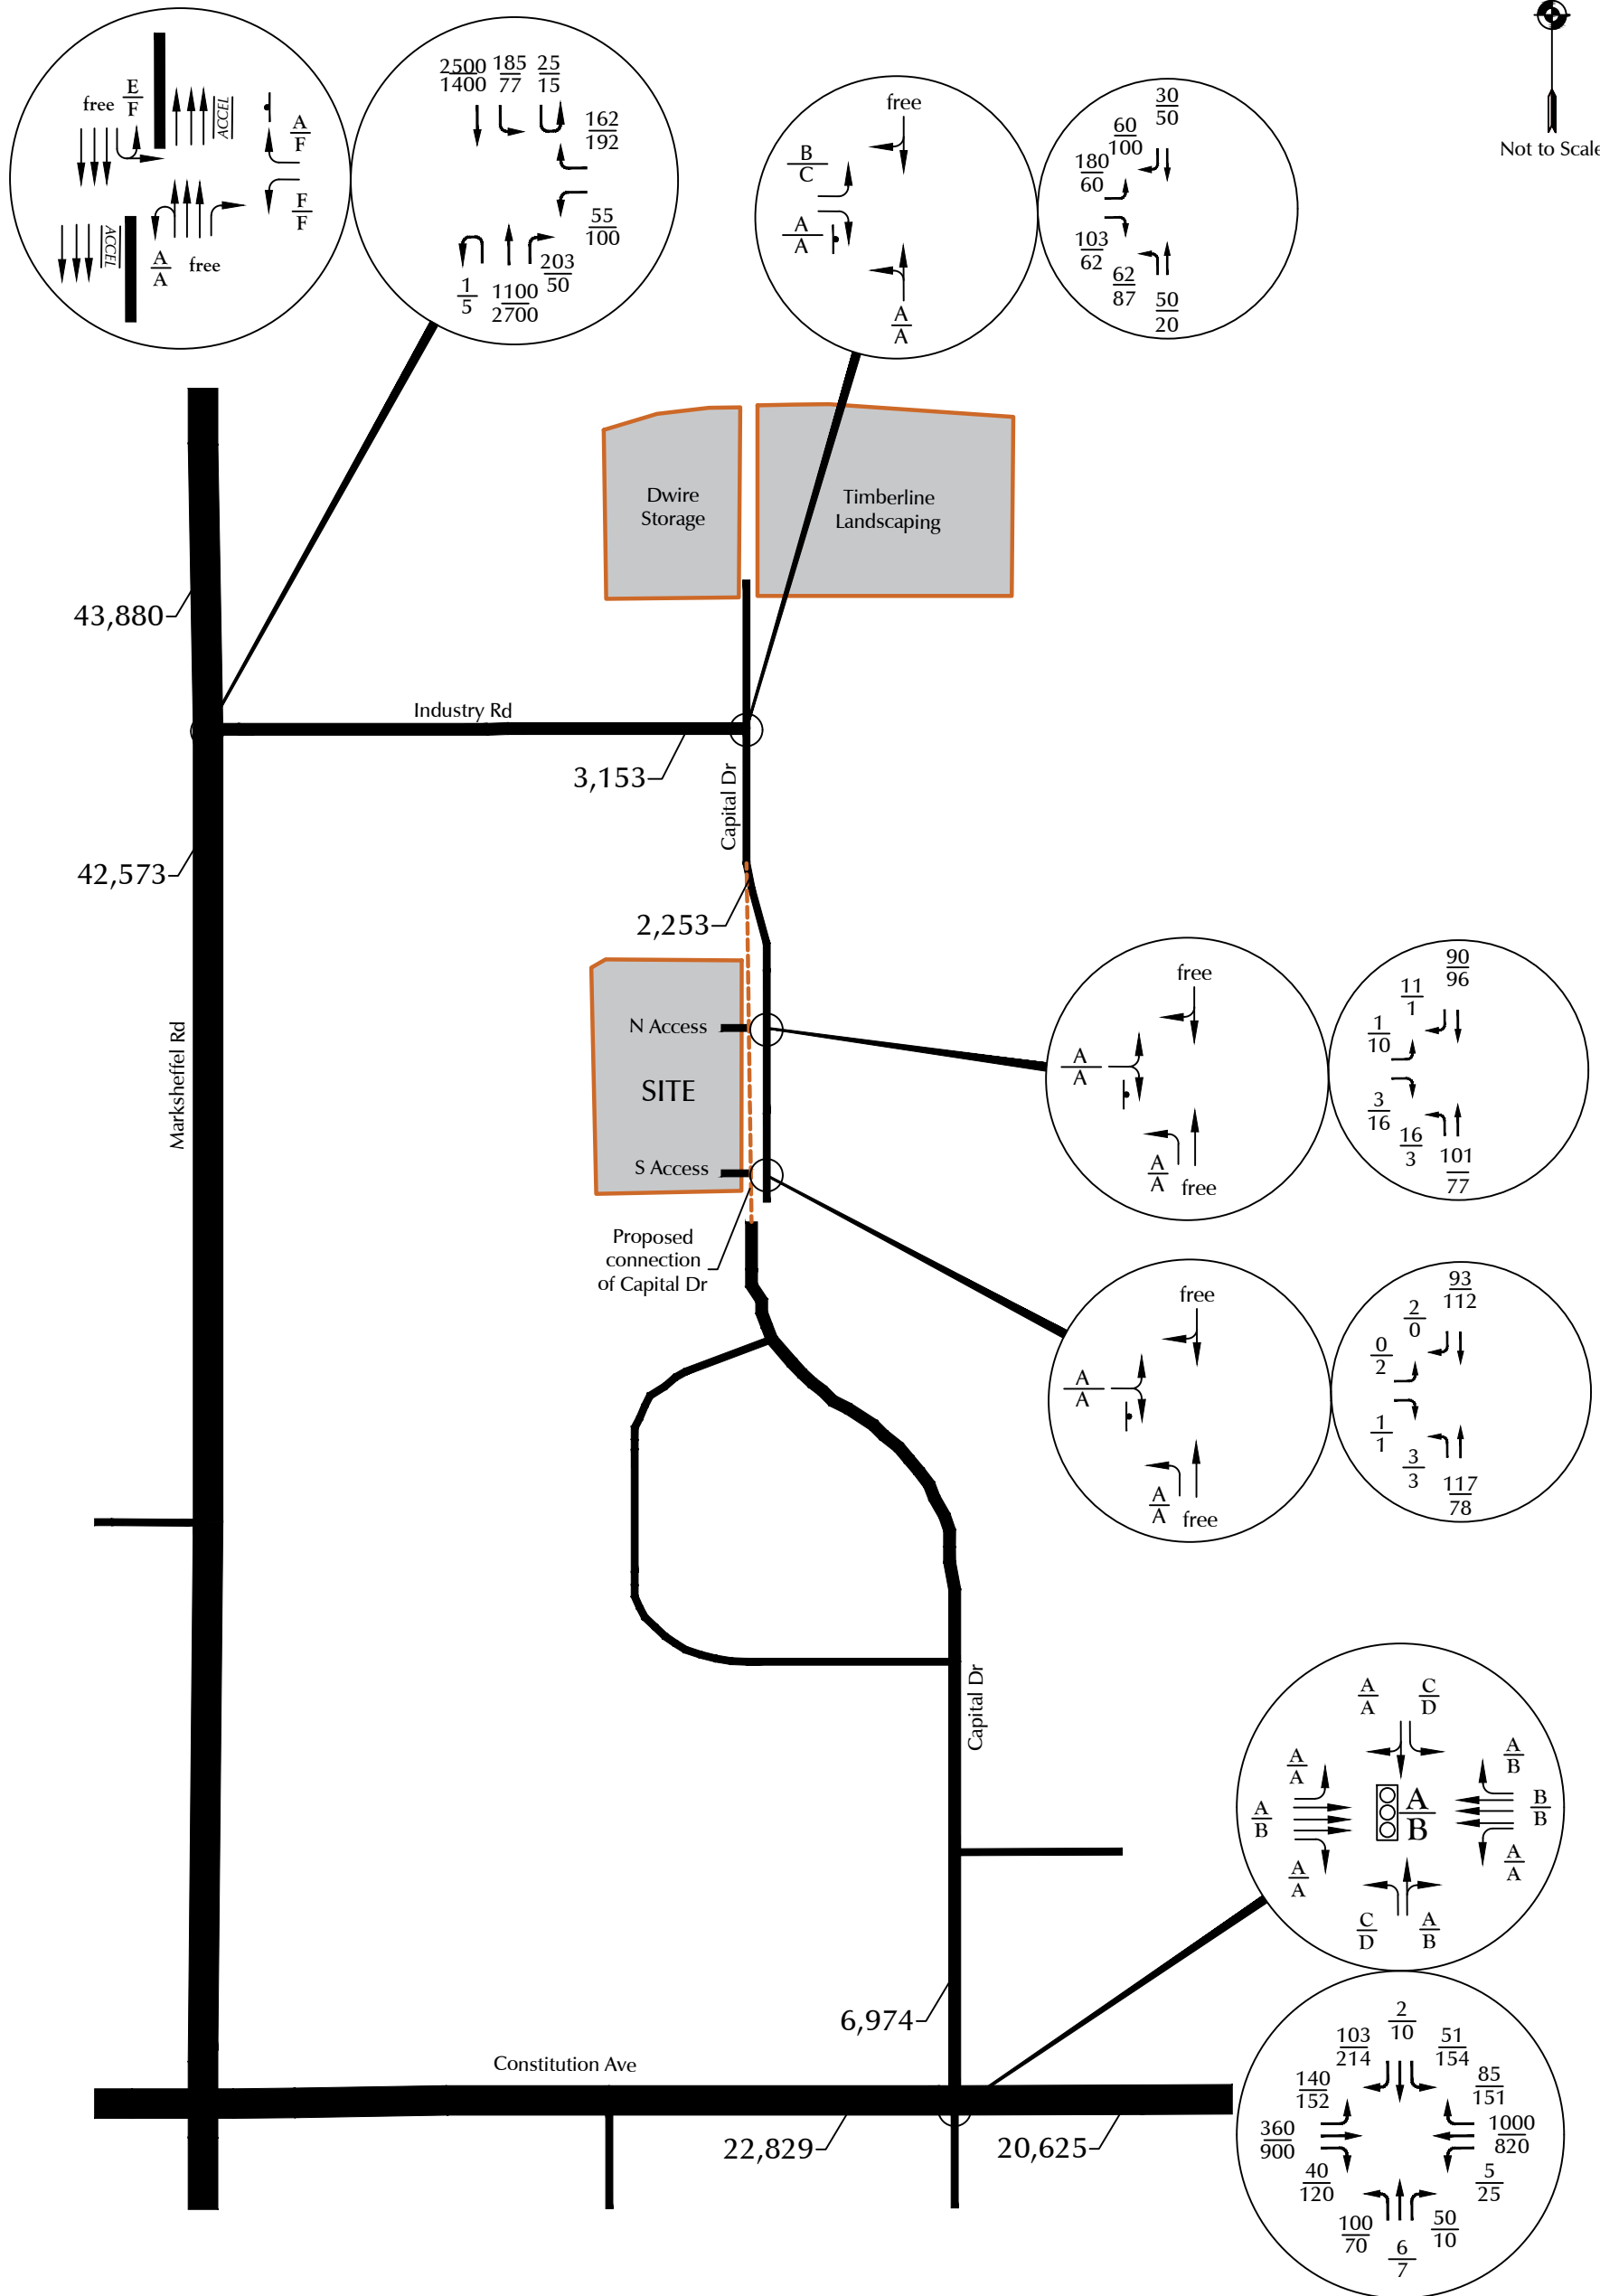 Not to Scale
free
E
F
ACCEL
A
F
F
F
ACCEL
A
A
free
2500
1400
185
77
25
15
162
192
55
100
203
50
1
5
1100
2700
free
B
C
A
A
A
A
30
50
60
100
180
60
103
62
62
87
50
20
Dwire
Storage
Timberline
Landscaping
43,880
Industry Rd
3,153
Capital Dr
42,573
2,253
Marksheffel Rd
N Access
SITE
S Access
Proposed
connection
of Capital Dr
free
A
A
A
A
free
90
96
11
1
1
10
3
16
16
3
101
77
free
A
A
A
A
free
93
112
2
0
0
2
1
1
3
3
117
78
Capital Dr
A
A
C
D
A
A
A
B
A
B
A
B
B
B
A
A
A
A
C
D
A
B
6,974
Constitution Ave
22,829
20,625
2
10
103
214
51
154
140
152
85
151
360
900
1000
820
40
120
5
25
100
70
50
10
6
7